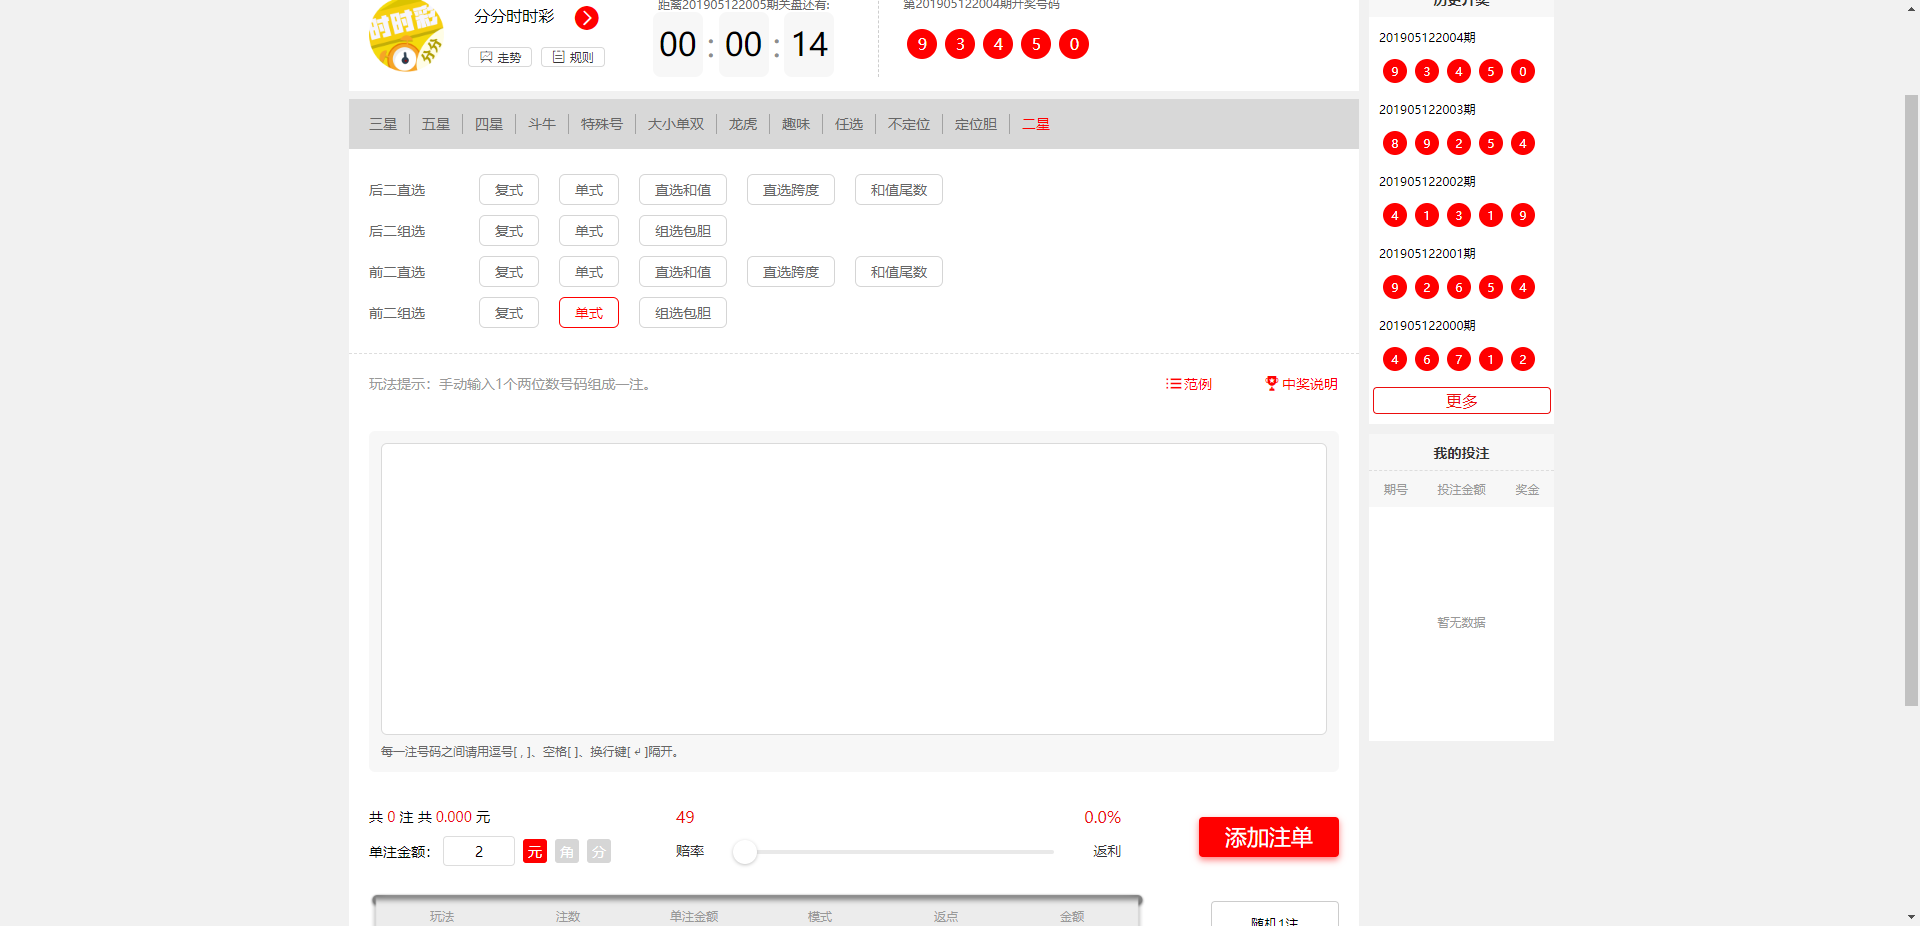 时时彩
分分
分分时时彩
走势
规则
距离201905122005期关盘还有:
00 : 00 : 14
第201905122004期开奖号码
9 3 4 5 0
三星 五星 四星 斗牛 特殊号 大小单双 龙虎 趣味 任选 不定位 定位胆 二星
后二直选 复式 单式 直选和值 直选跨度 和值尾数
后二组选 复式 单式 组选包胆
前二直选 复式 单式 直选和值 直选跨度 和值尾数
前二组选 复式 单式 组选包胆
玩法提示：手动输入1个两位数号码组成一注。
范例
中奖说明
每一注号码之间请用逗号[ , ]、空格[ ]、换行键[ ↲ ]隔开。
共 0 注 共 0.000 元
单注金额： 2 元 角 分
49
0.0%
赔率
返利
添加注单
玩法 注数 单注金额 模式 返点 金额
随机1注
历史开奖
201905122004期
9 3 4 5 0
201905122003期
8 9 2 5 4
201905122002期
4 1 3 1 9
201905122001期
9 2 6 5 4
201905122000期
4 6 7 1 2
更多
我的投注
期号 投注金额 奖金
暂无数据